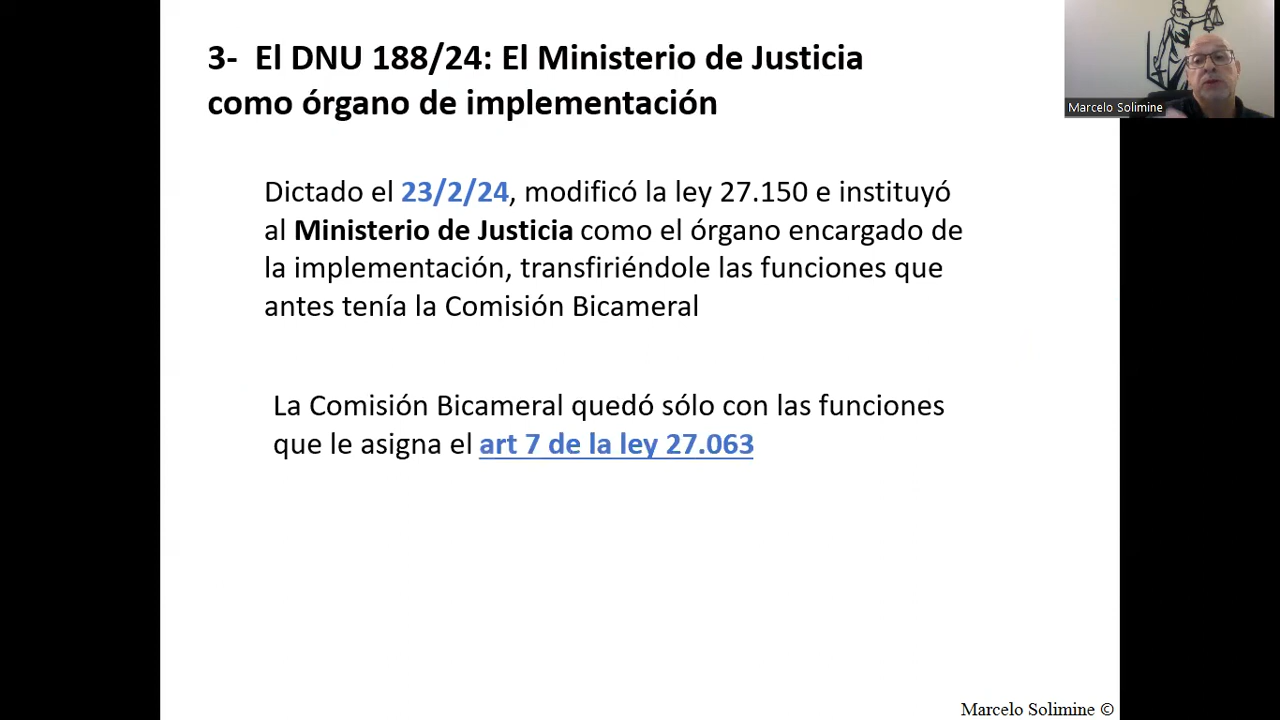 3-  El DNU 188/24: El Ministerio de Justicia
como órgano de implementación
Marcelo Solimine
Dictado el 23/2/24, modificó la ley 27.150 e instituyó
al Ministerio de Justicia como el órgano encargado de
la implementación, transfiriéndole las funciones que
antes tenía la Comisión Bicameral
La Comisión Bicameral quedó sólo con las funciones
que le asigna el art 7 de la ley 27.063
Marcelo Solimine ©